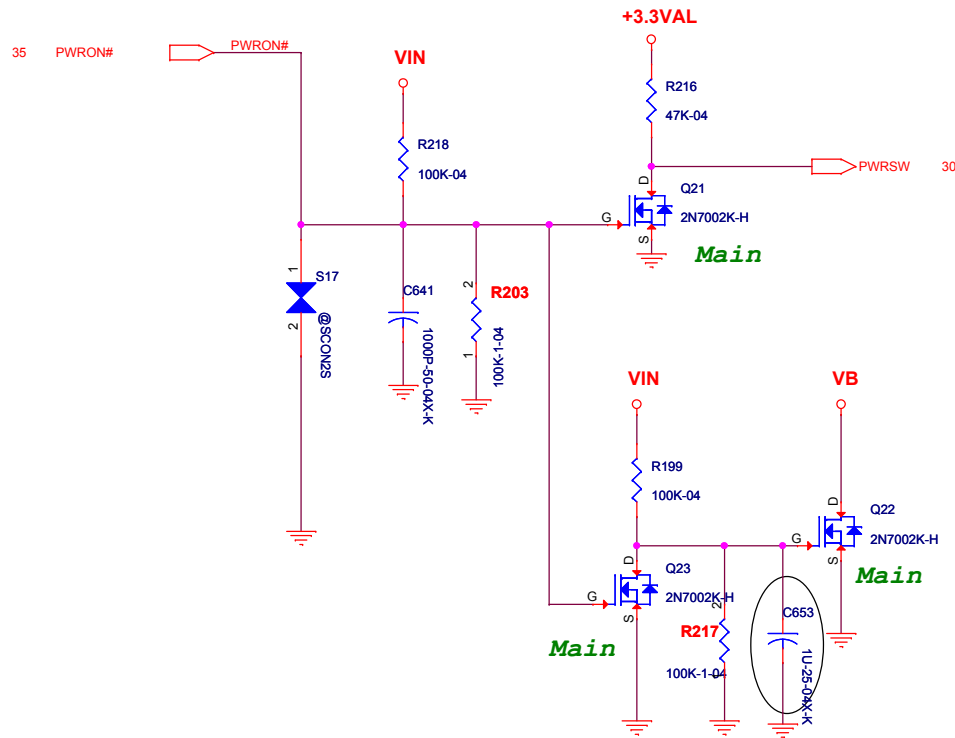 +3.3VAL
35 PWRON# PWRON#
VIN
R216
47K-04
R218
100K-04
PWRSW 30
D
Q21
2N7002K-H
G
S
Main
1
S17
2
@SCON2S
C641
1000P-50-04X-K
2
R203
1
100K-1-04
VIN
VB
R199
100K-04
D
Q22
2N7002K-H
G
S
Main
D
Q23
2N7002K-H
G
S
Main
2
R217
1
100K-1-04
C653
1U-25-04X-K